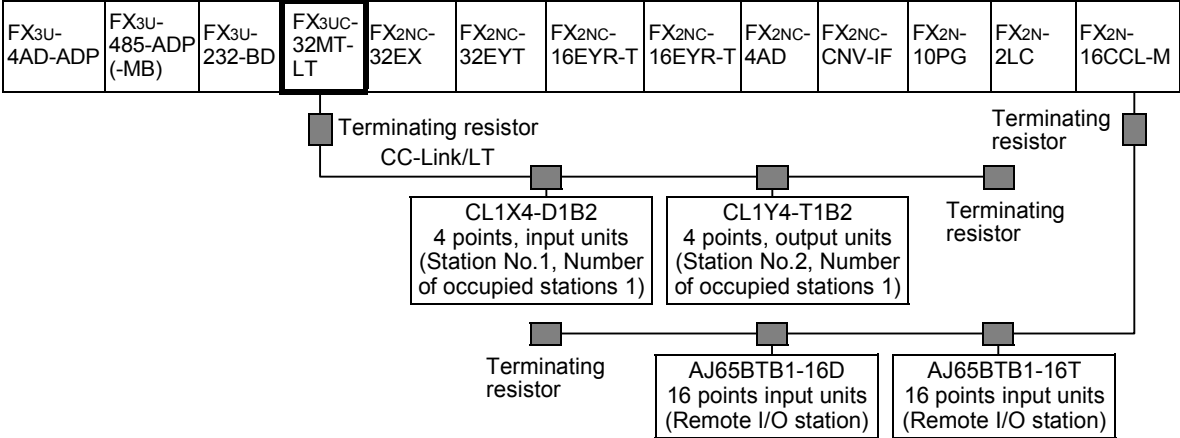 FX3U-
4AD-ADP
FX3U-
485-ADP
(-MB)
FX3U-
232-BD
FX3UC-
32MT-
LT
FX2NC-
32EX
FX2NC-
32EYT
FX2NC-
16EYR-T
FX2NC-
16EYR-T
FX2NC-
4AD
FX2NC-
CNV-IF
FX2N-
10PG
FX2N-
2LC
FX2N-
16CCL-M
Terminating resistor
CC-Link/LT
Terminating
resistor
CL1X4-D1B2
4 points, input units
(Station No.1, Number
of occupied stations 1)
CL1Y4-T1B2
4 points, output units
(Station No.2, Number
of occupied stations 1)
Terminating
resistor
Terminating
resistor
AJ65BTB1-16D
16 points input units
(Remote I/O station)
AJ65BTB1-16T
16 points input units
(Remote I/O station)